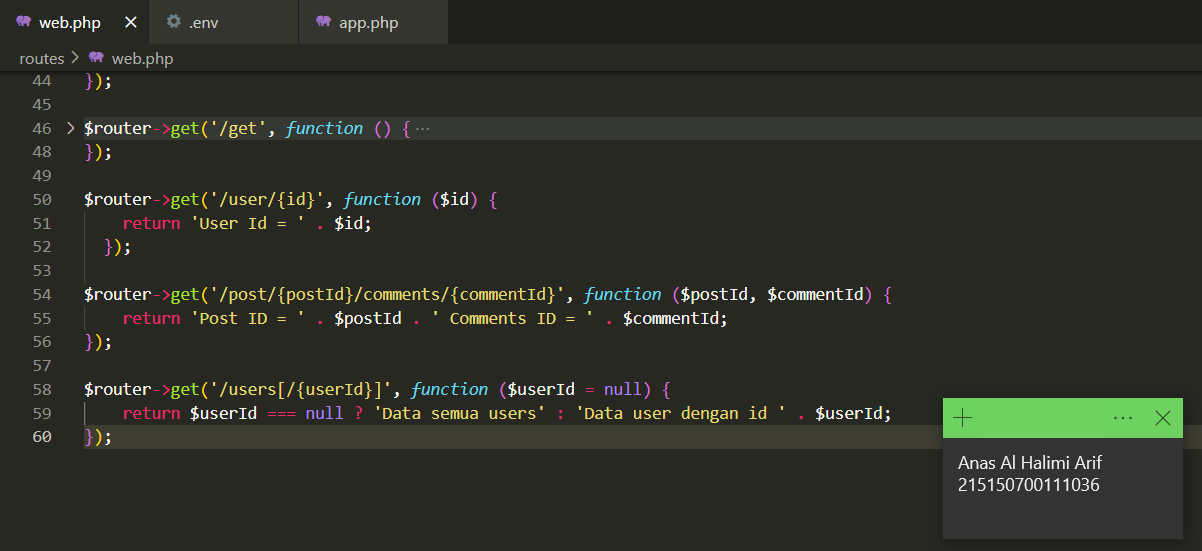 web.php
.env
app.php
routes > web.php
44 });
45
46 $router->get('/get', function () { ···
48 });
49
50 $router->get('/user/{id}', function ($id) {
51 return 'User Id = ' . $id;
52 });
53
54 $router->get('/post/{postId}/comments/{commentId}', function ($postId, $commentId) {
55 return 'Post ID = ' . $postId . ' Comments ID = ' . $commentId;
56 });
57
58 $router->get('/users[/{userId}]', function ($userId = null) {
59 return $userId === null ? 'Data semua users' : 'Data user dengan id ' . $userId;
60 });
Anas Al Halimi Arif
215150700111036